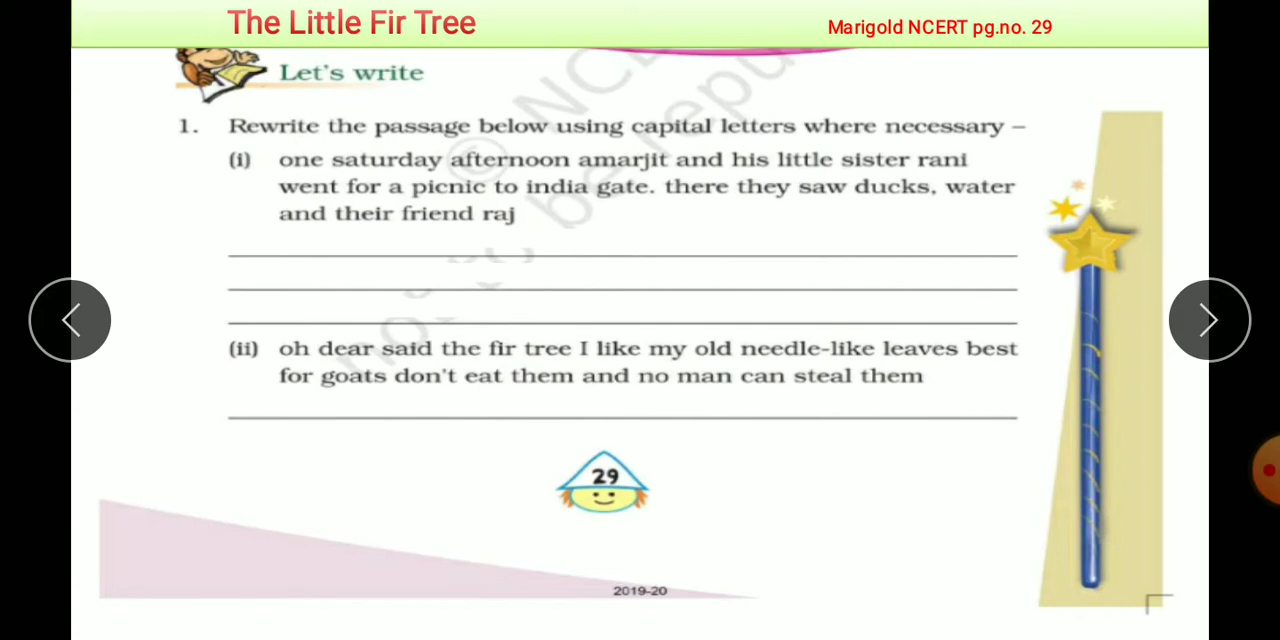 The Little Fir Tree
Marigold NCERT pg.no. 29
Let's write
1. Rewrite the passage below using capital letters where necessary –
(i) one saturday afternoon amarjit and his little sister rani
went for a picnic to india gate. there they saw ducks, water
and their friend raj
(ii) oh dear said the fir tree I like my old needle-like leaves best
for goats don't eat them and no man can steal them
29
2019-20